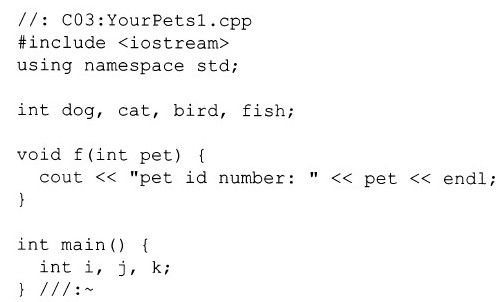 //: C03:YourPets1.cpp
#include <iostream>
using namespace std;

int dog, cat, bird, fish;

void f(int pet) {
  cout << "pet id number: " << pet << endl;
}

int main() {
  int i, j, k;
} ///:~